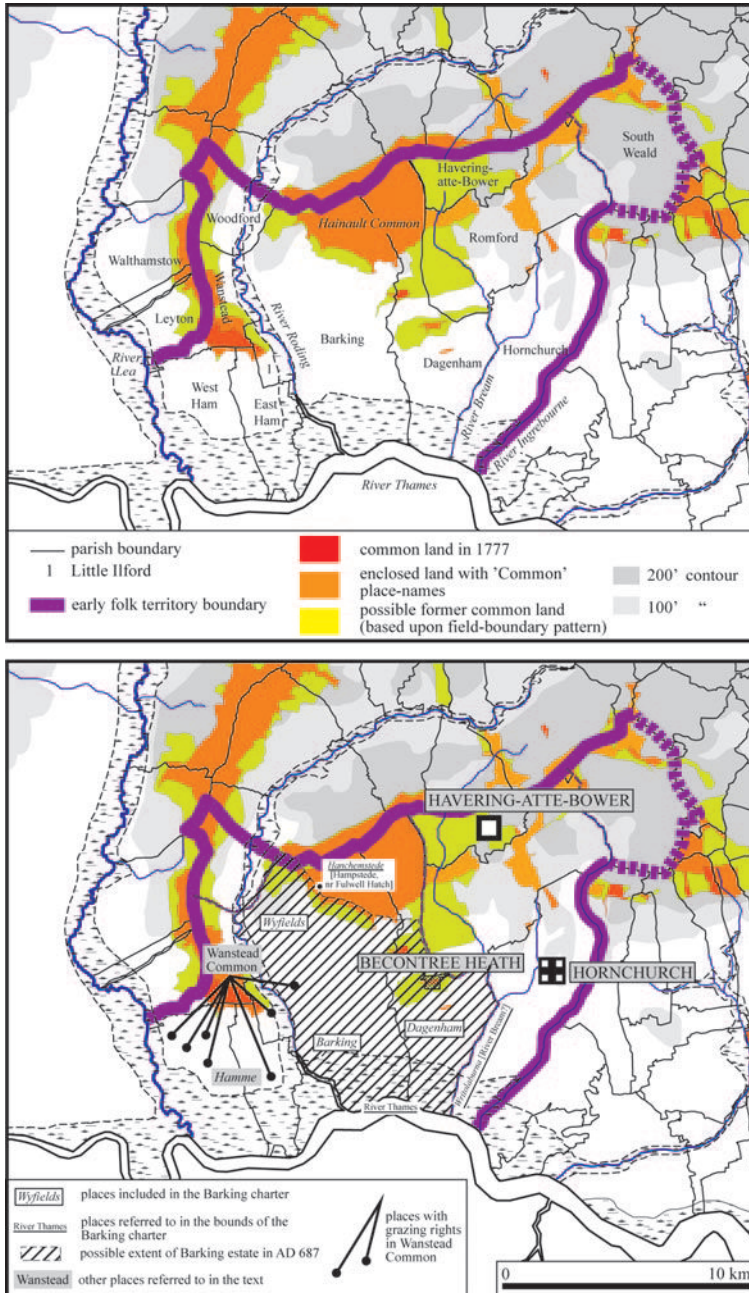 South
Weald
Havering-
atte-Bower
Woodford
Hainault Common
Romford
Walthamstow
Wanstead
Leyton
River Roding
Barking
River
Lea
Dagenham
Hornchurch
1
West
Ham
East
Ham
River Bream
River Ingrebourne
River Thames
parish boundary
1 Little Ilford
early folk territory boundary
common land in 1777
enclosed land with 'Common'
place-names
possible former common land
(based upon field-boundary pattern)
200' contour
100' "
HAVERING-ATTE-BOWER
Hanchemstede
[Hampstede,
nr Fulwell Hatch]
Wyfields
Wanstead
Common
BECONTREE HEATH
HORNCHURCH
Barking
Dagenham
Hamme
[River Bream?]
River Thames
Wyfields places included in the Barking charter
River Thames places referred to in the bounds of the
Barking charter
possible extent of Barking estate in AD 687
Wanstead other places referred to in the text
places with
grazing rights
in Wanstead
Common
0 10 km